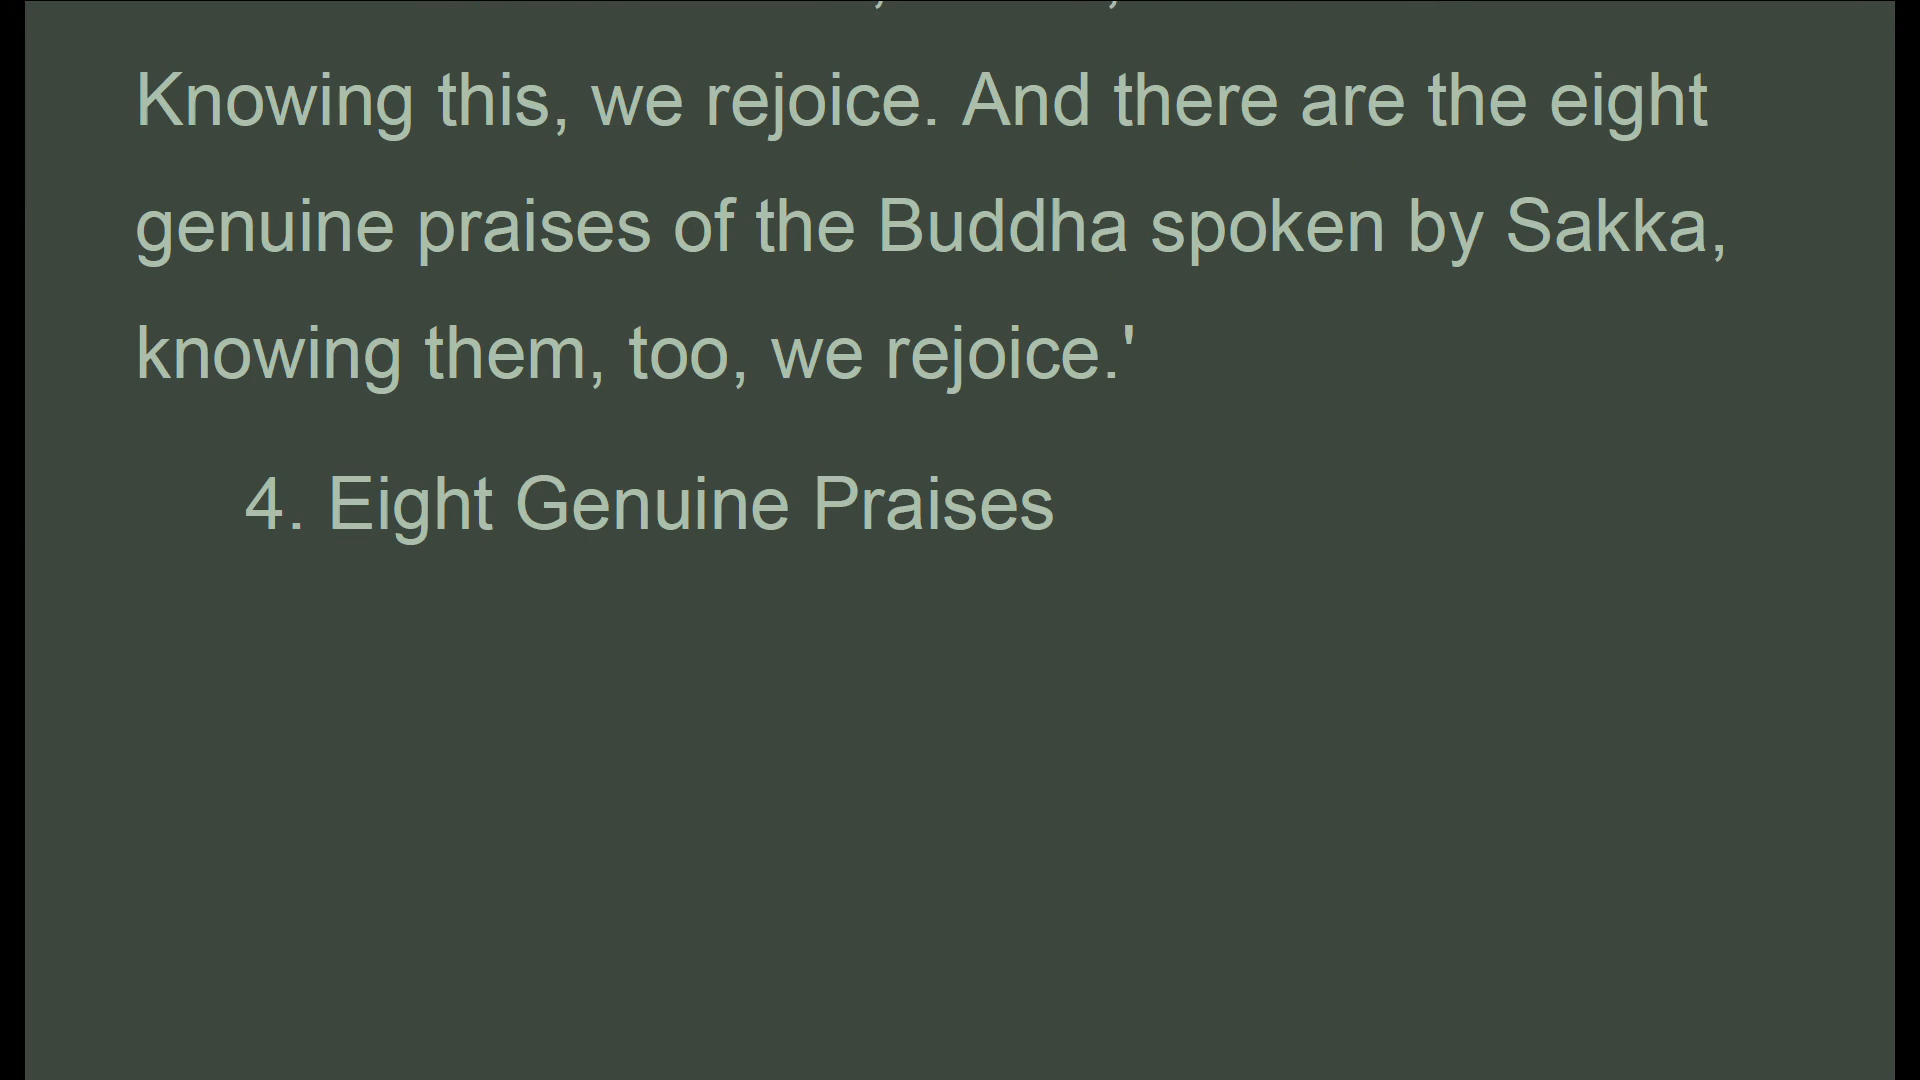 Knowing this, we rejoice. And there are the eight
genuine praises of the Buddha spoken by Sakka,
knowing them, too, we rejoice.'
4. Eight Genuine Praises